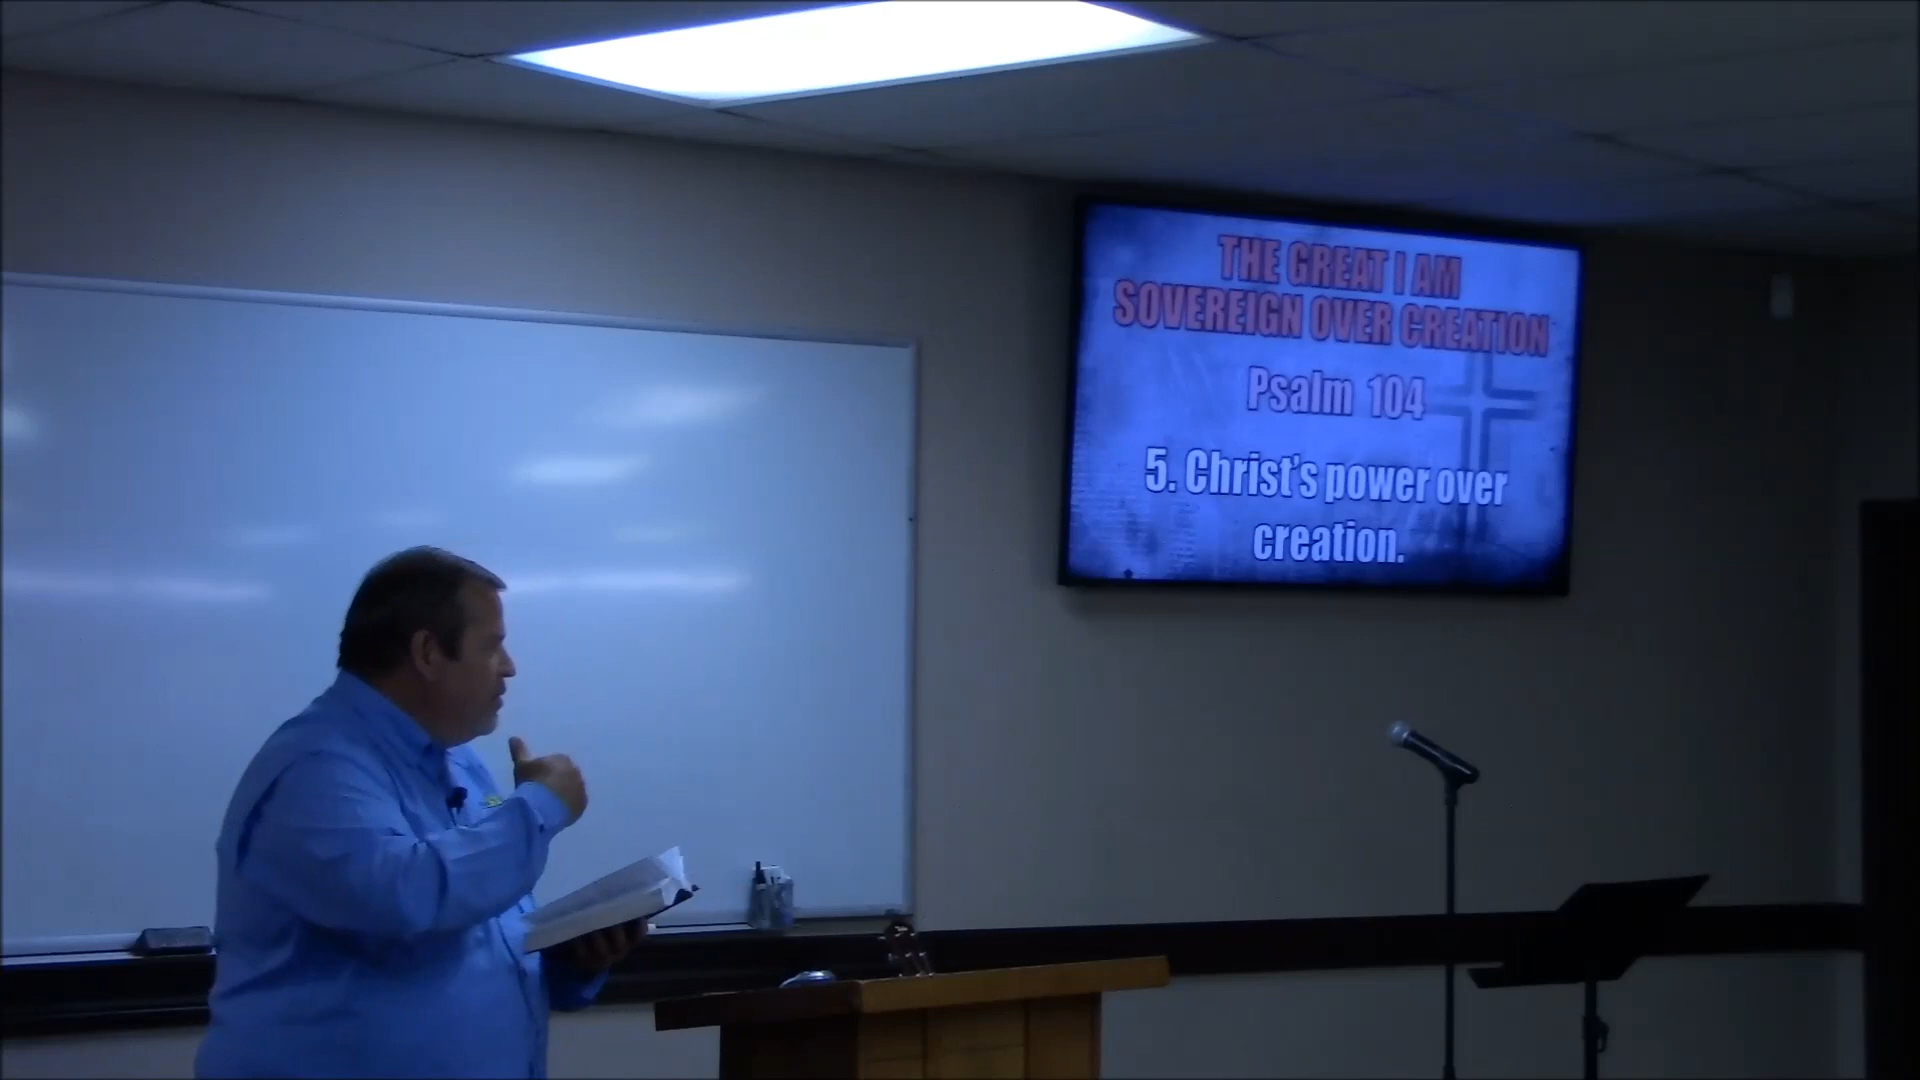 THE GREAT I AM
SOVEREIGN OVER CREATION
Psalm 104
5. Christ's power over
creation.